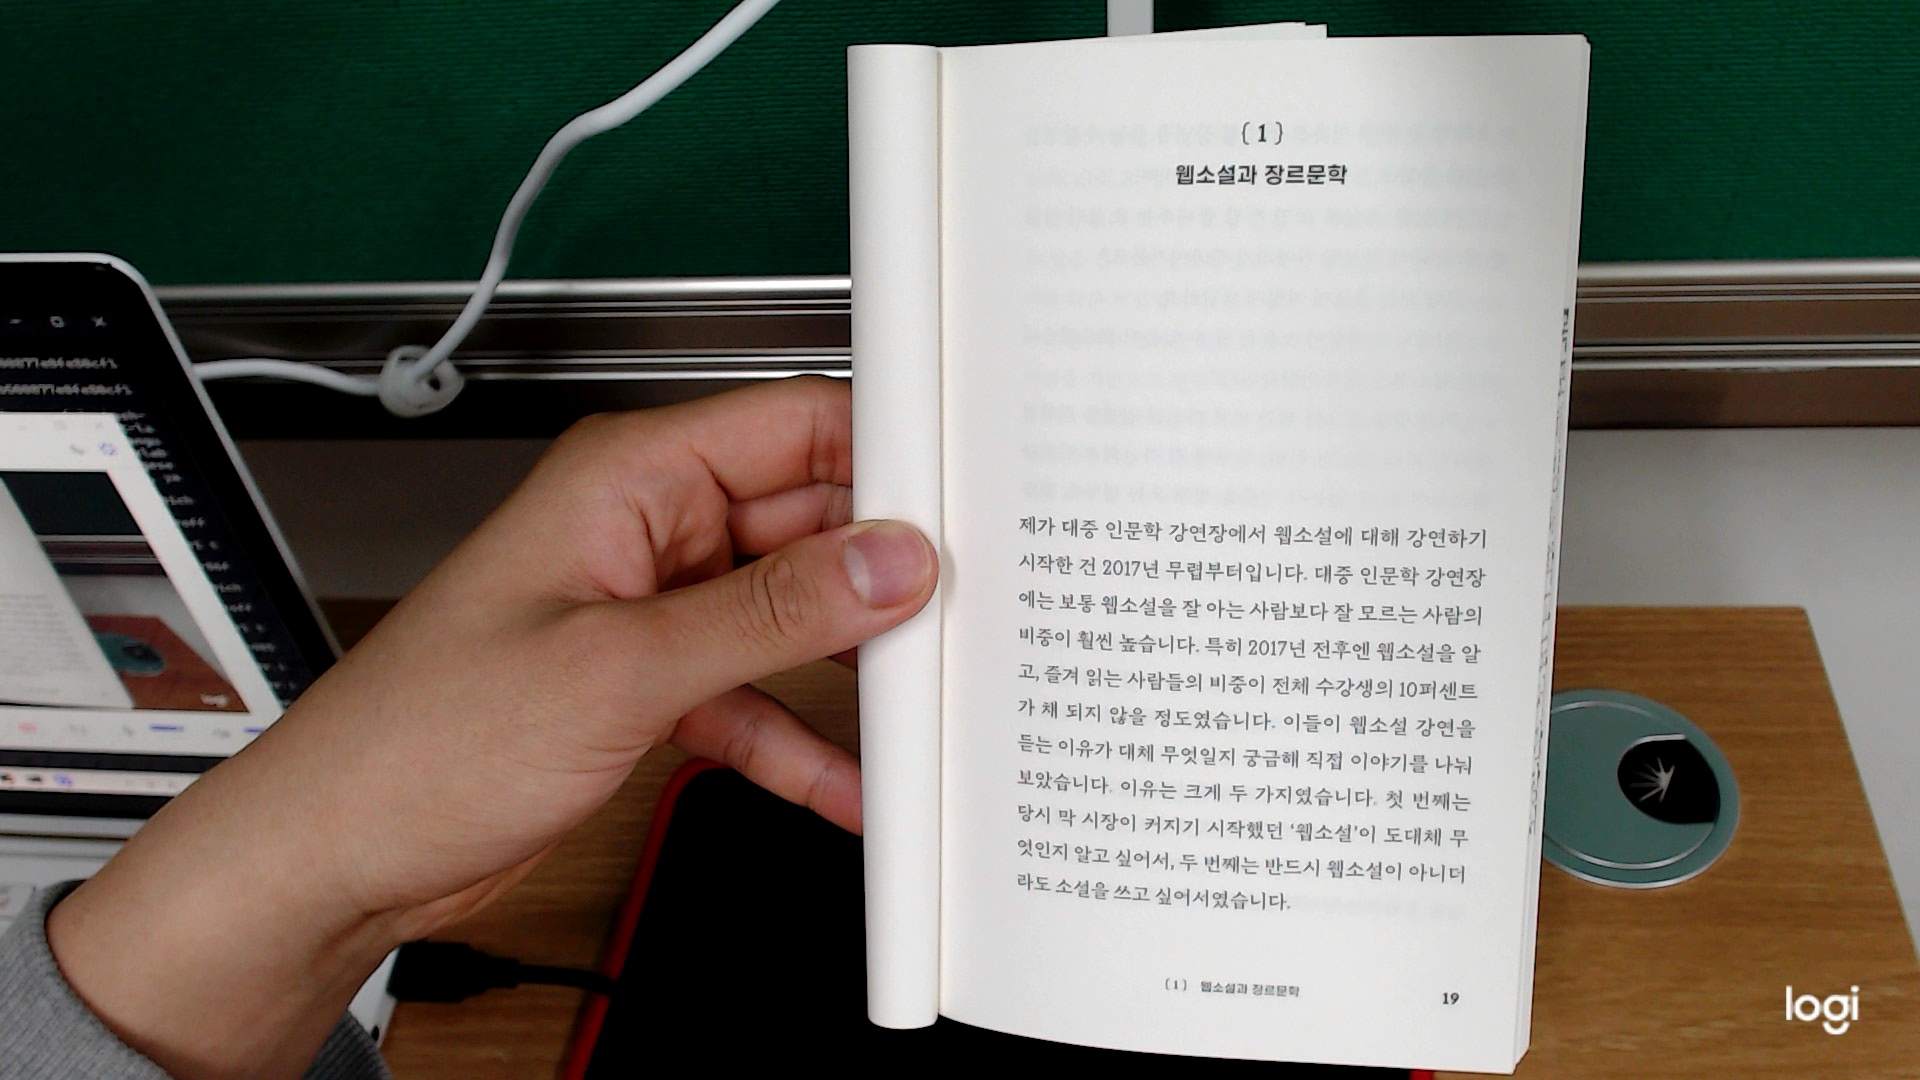 { 1 }
웹소설과 장르문학
제가 대중 인문학 강연장에서 웹소설에 대해 강연하기
시작한 건 2017년 무렵부터입니다. 대중 인문학 강연장
에는 보통 웹소설을 잘 아는 사람보다 잘 모르는 사람의
비중이 훨씬 높습니다. 특히 2017년 전후엔 웹소설을 알
고, 즐겨 읽는 사람들의 비중이 전체 수강생의 10퍼센트
가 채 되지 않을 정도였습니다. 이들이 웹소설 강연을
듣는 이유가 대체 무엇일지 궁금해 직접 이야기를 나눠
보았습니다. 이유는 크게 두 가지였습니다. 첫 번째는
당시 막 시장이 커지기 시작했던 ‘웹소설’이 도대체 무
엇인지 알고 싶어서, 두 번째는 반드시 웹소설이 아니더
라도 소설을 쓰고 싶어서였습니다.
{ 1 } 웹소설과 장르문학
19
logi